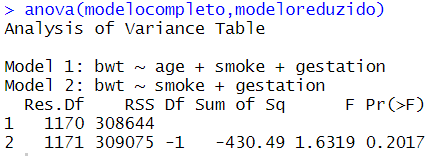 > anova(modelocompleto,modeloreduzido)
Analysis of Variance Table
Model 1: bwt ~ age + smoke + gestation
Model 2: bwt ~ smoke + gestation
  Res.Df    RSS Df Sum of Sq      F Pr(>F)
1   1170 308644
2   1171 309075 -1   -430.49 1.6319 0.2017